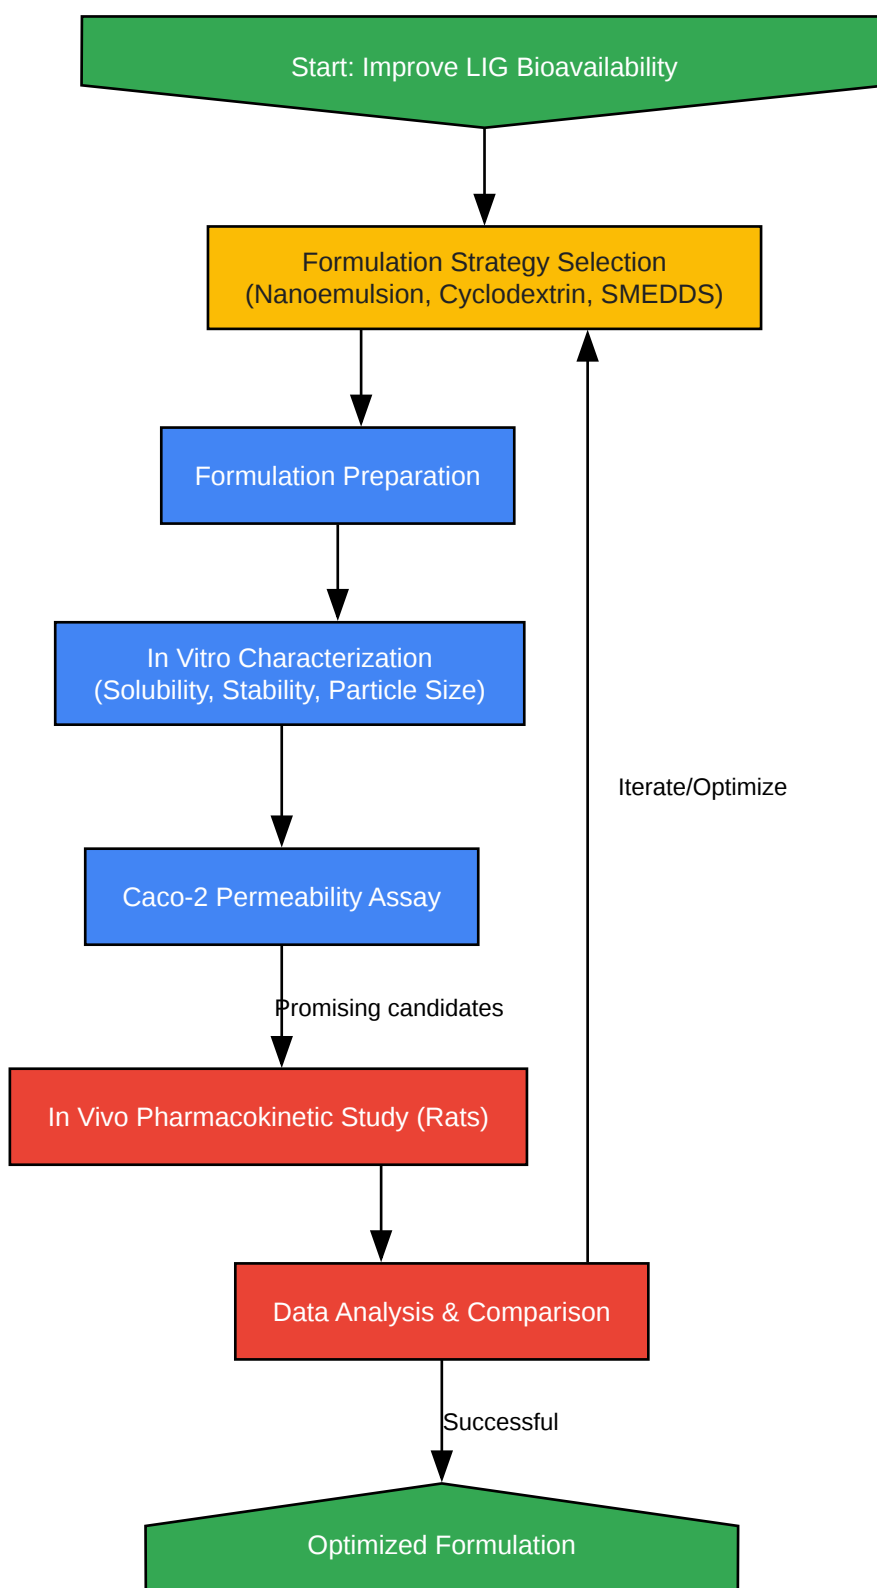 Start: Improve LIG Bioavailability
Formulation Strategy Selection
(Nanoemulsion, Cyclodextrin, SMEDDS)
Formulation Preparation
In Vitro Characterization
(Solubility, Stability, Particle Size)
Iterate/Optimize
Caco-2 Permeability Assay
Promising candidates
In Vivo Pharmacokinetic Study (Rats)
Data Analysis & Comparison
Successful
Optimized Formulation